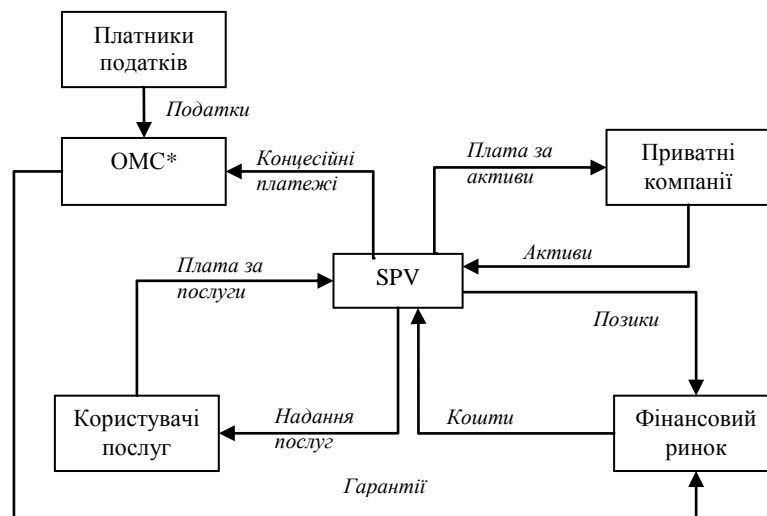 Платники
податків
Податки
ОМС*
Концесійні
платежі
Плата за
активи
Приватні
компанії
Активи
Плата за
послуги
SPV
Позики
Користувачі
послуг
Надання
послуг
Кошти
Фінансовий
ринок
Гарантії